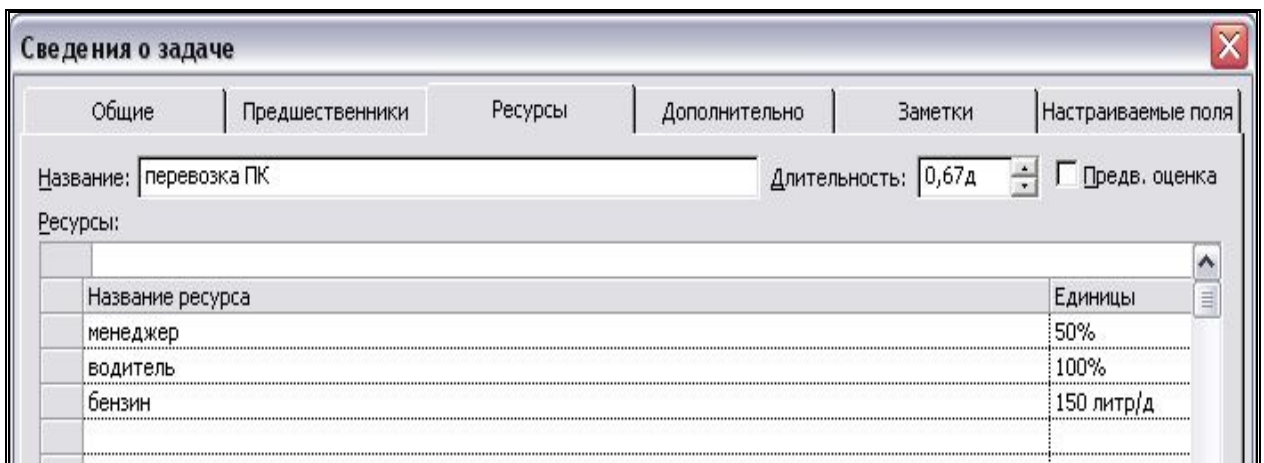 Сведения о задаче
Общие Предшественники Ресурсы Дополнительно Заметки Настраиваемые поля
Название: перевозка ПК Длительность: 0,67д Предв. оценка
Ресурсы:
Название ресурса Единицы
менеджер 50%
водитель 100%
бензин 150 литр/д